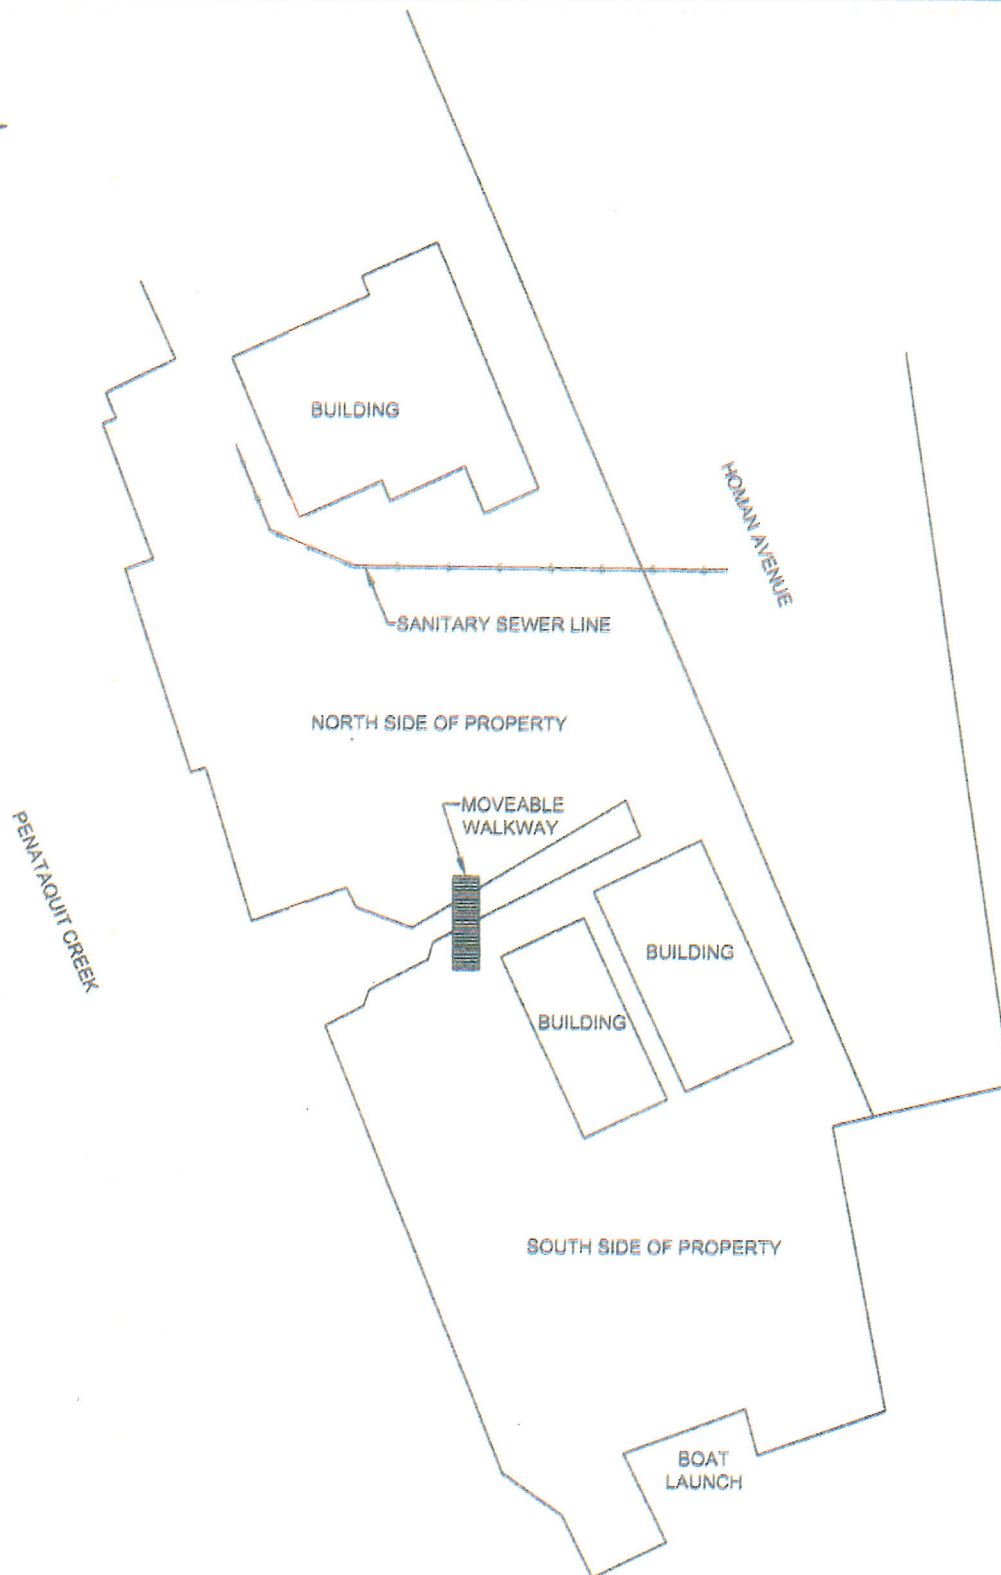 BUILDING
HOMAN AVENUE
SANITARY SEWER LINE
NORTH SIDE OF PROPERTY
MOVEABLE
WALKWAY
PENATAQUIT CREEK
BUILDING
BUILDING
SOUTH SIDE OF PROPERTY
BOAT
LAUNCH